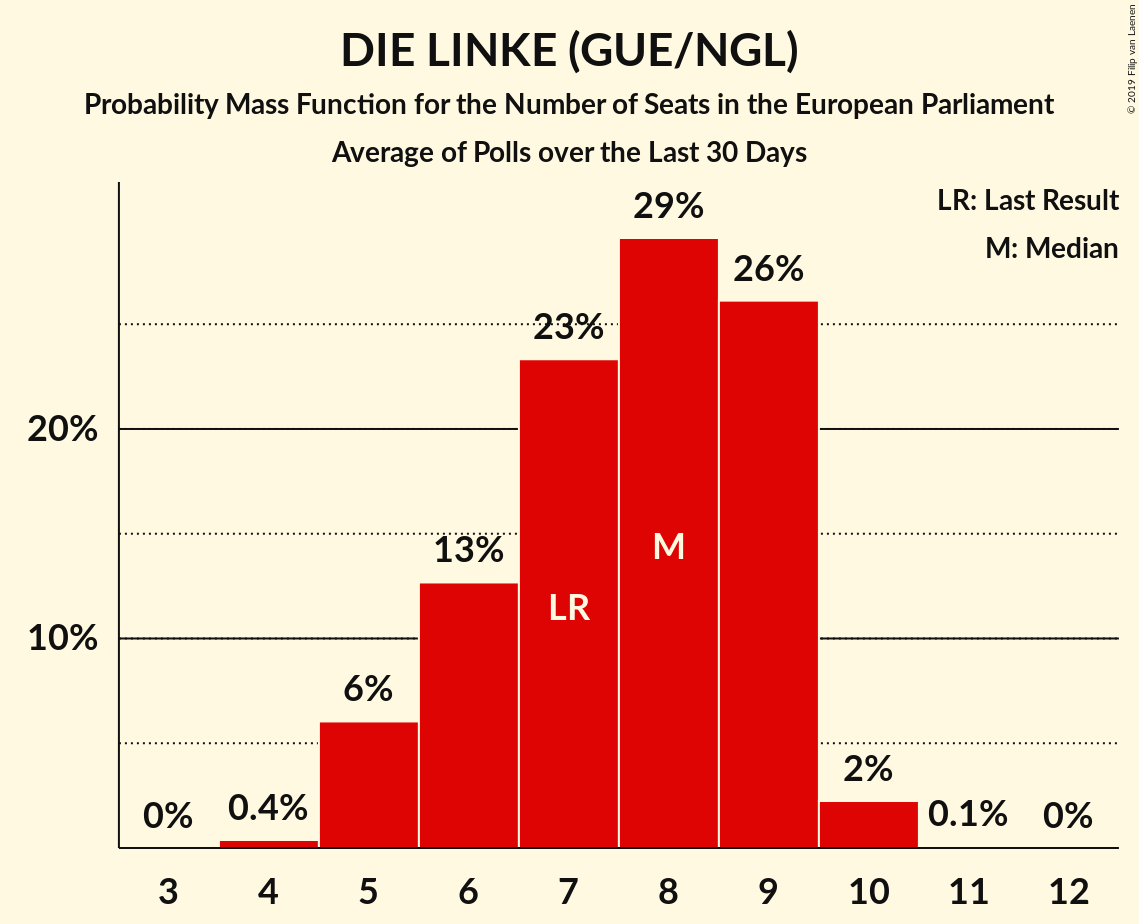 DIE LINKE (GUE/NGL)
Probability Mass Function for the Number of Seats in the European Parliament
Average of Polls over the Last 30 Days
© 2019 Filip van Laenen
LR: Last Result
M: Median
29%
26%
23%
20%
13%
M
LR
10%
6%
2%
0%
0.4%
0.1%
0%
3 4 5 6 7 8 9 10 11 12